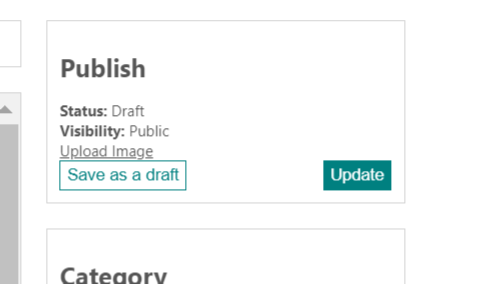 Publish
Status: Draft
Visibility: Public
Upload Image
Save as a draft
Update
Category